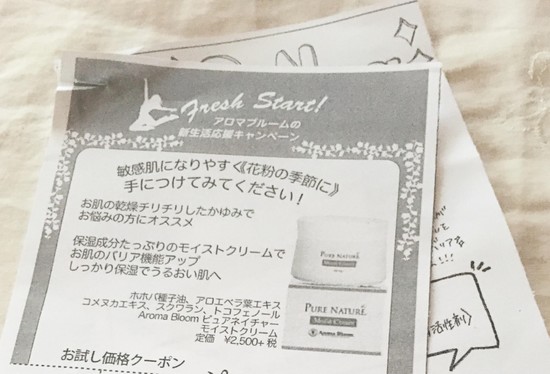 Fresh Start!
アロマブルームの
新生活応援キャンペーン
敏感肌になりやすく《花粉の季節に》
手につけてみてください!
お肌の乾燥チリチリしたかゆみで
お悩みの方にオススメ
保湿成分たっぷりのモイストクリームで
お肌のバリア機能アップ
しっかり保湿でうるおい肌へ
ホホバ種子油、アロエベラ葉エキス
コメヌカエキス、スクワラン、トコフェノール
Aroma Bloom ピュアネイチャー
モイストクリーム
定価 ¥2,500+税
お試し価格クーポン
PURE NATURE
Moist Cream
PURE NATURE.
Moist Cream
Aroma Bloom
活性剤》